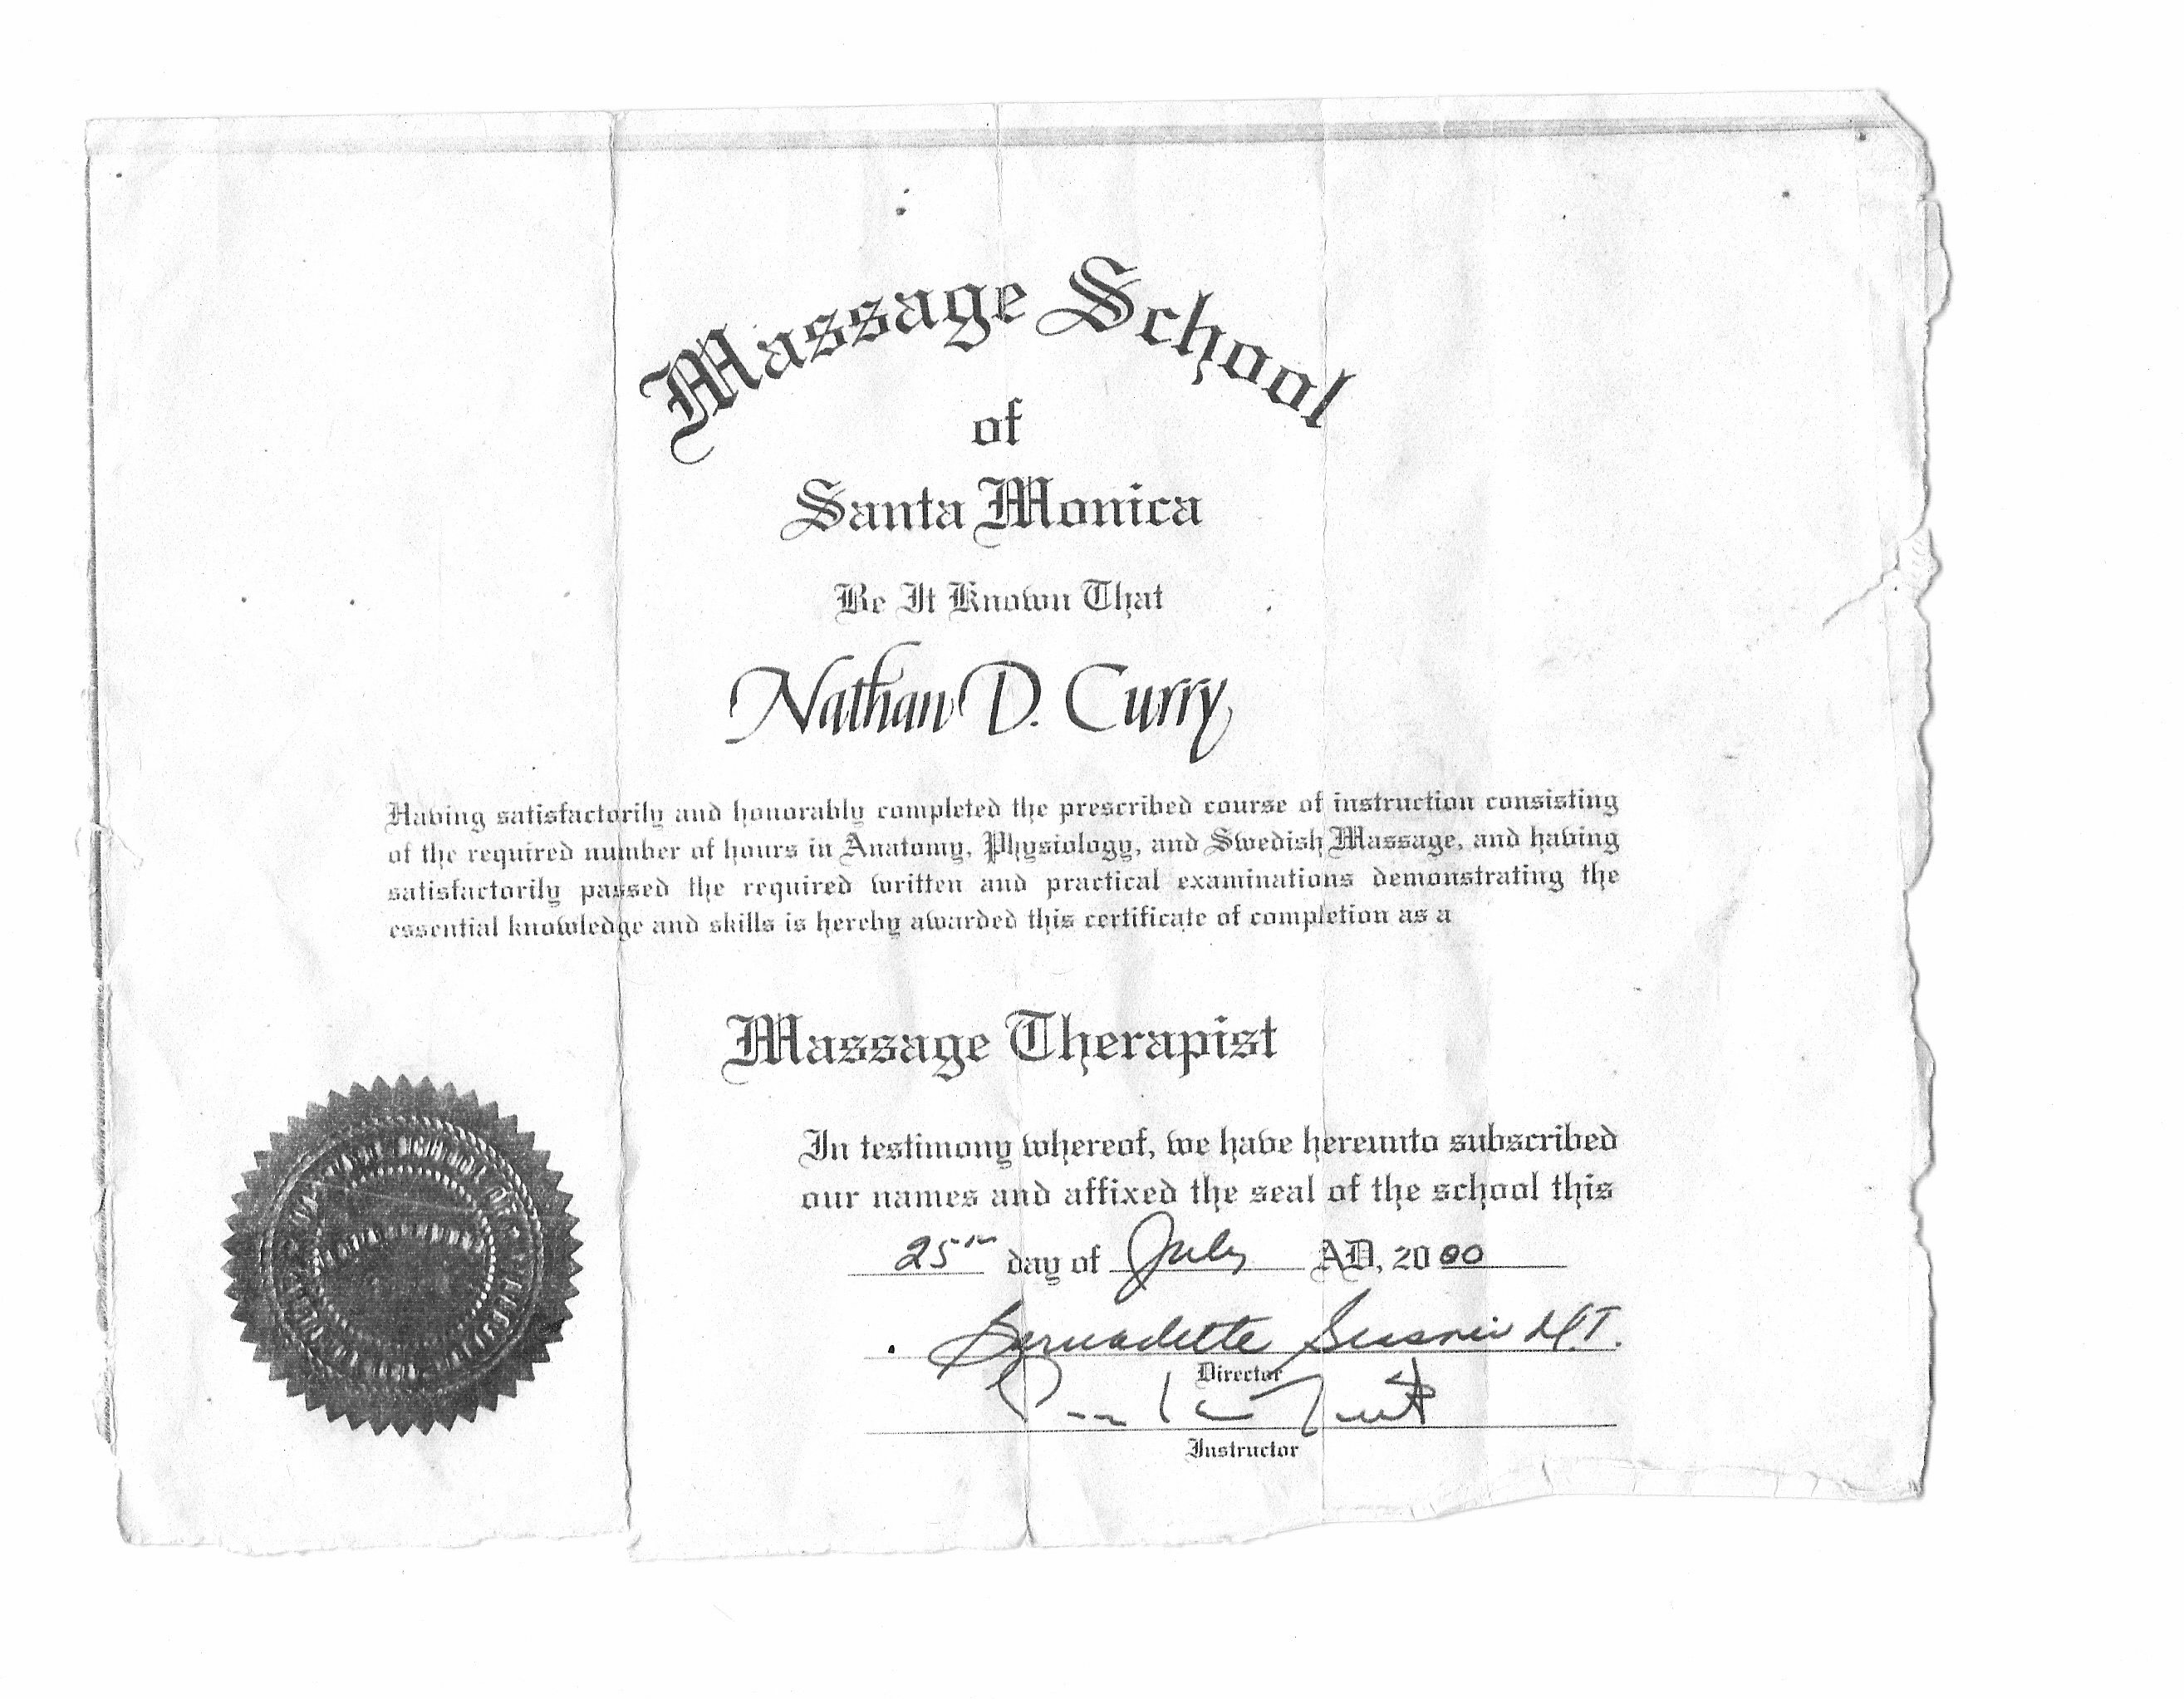 Massage School
of
Santa Monica
Be It Known That
Nathan D. Curry
Having satisfactorily and honorably completed the prescribed course of instruction consisting
of the required number of hours in Anatomy, Physiology, and Swedish Massage, and having
satisfactorily passed the required written and practical examinations demonstrating the
essential knowledge and skills is hereby awarded this certificate of completion as a
Massage Therapist
In testimony whereof, we have hereunto subscribed
our names and affixed the seal of the school this
25th day of July AD, 2000
Bernadette M.T.
Director
Instructor